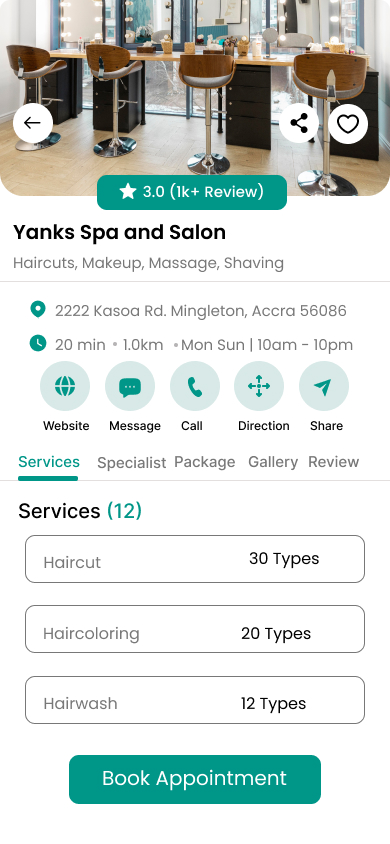 3.0 (1k+ Review)
Yanks Spa and Salon
Haircuts, Makeup, Massage, Shaving
2222 Kasoa Rd. Mingleton, Accra 56086
20 min • 1.0km • Mon Sun | 10am - 10pm
Website Message Call Direction Share
Services Specialist Package Gallery Review
Services (12)
Haircut 30 Types
Haircoloring 20 Types
Hairwash 12 Types
Book Appointment